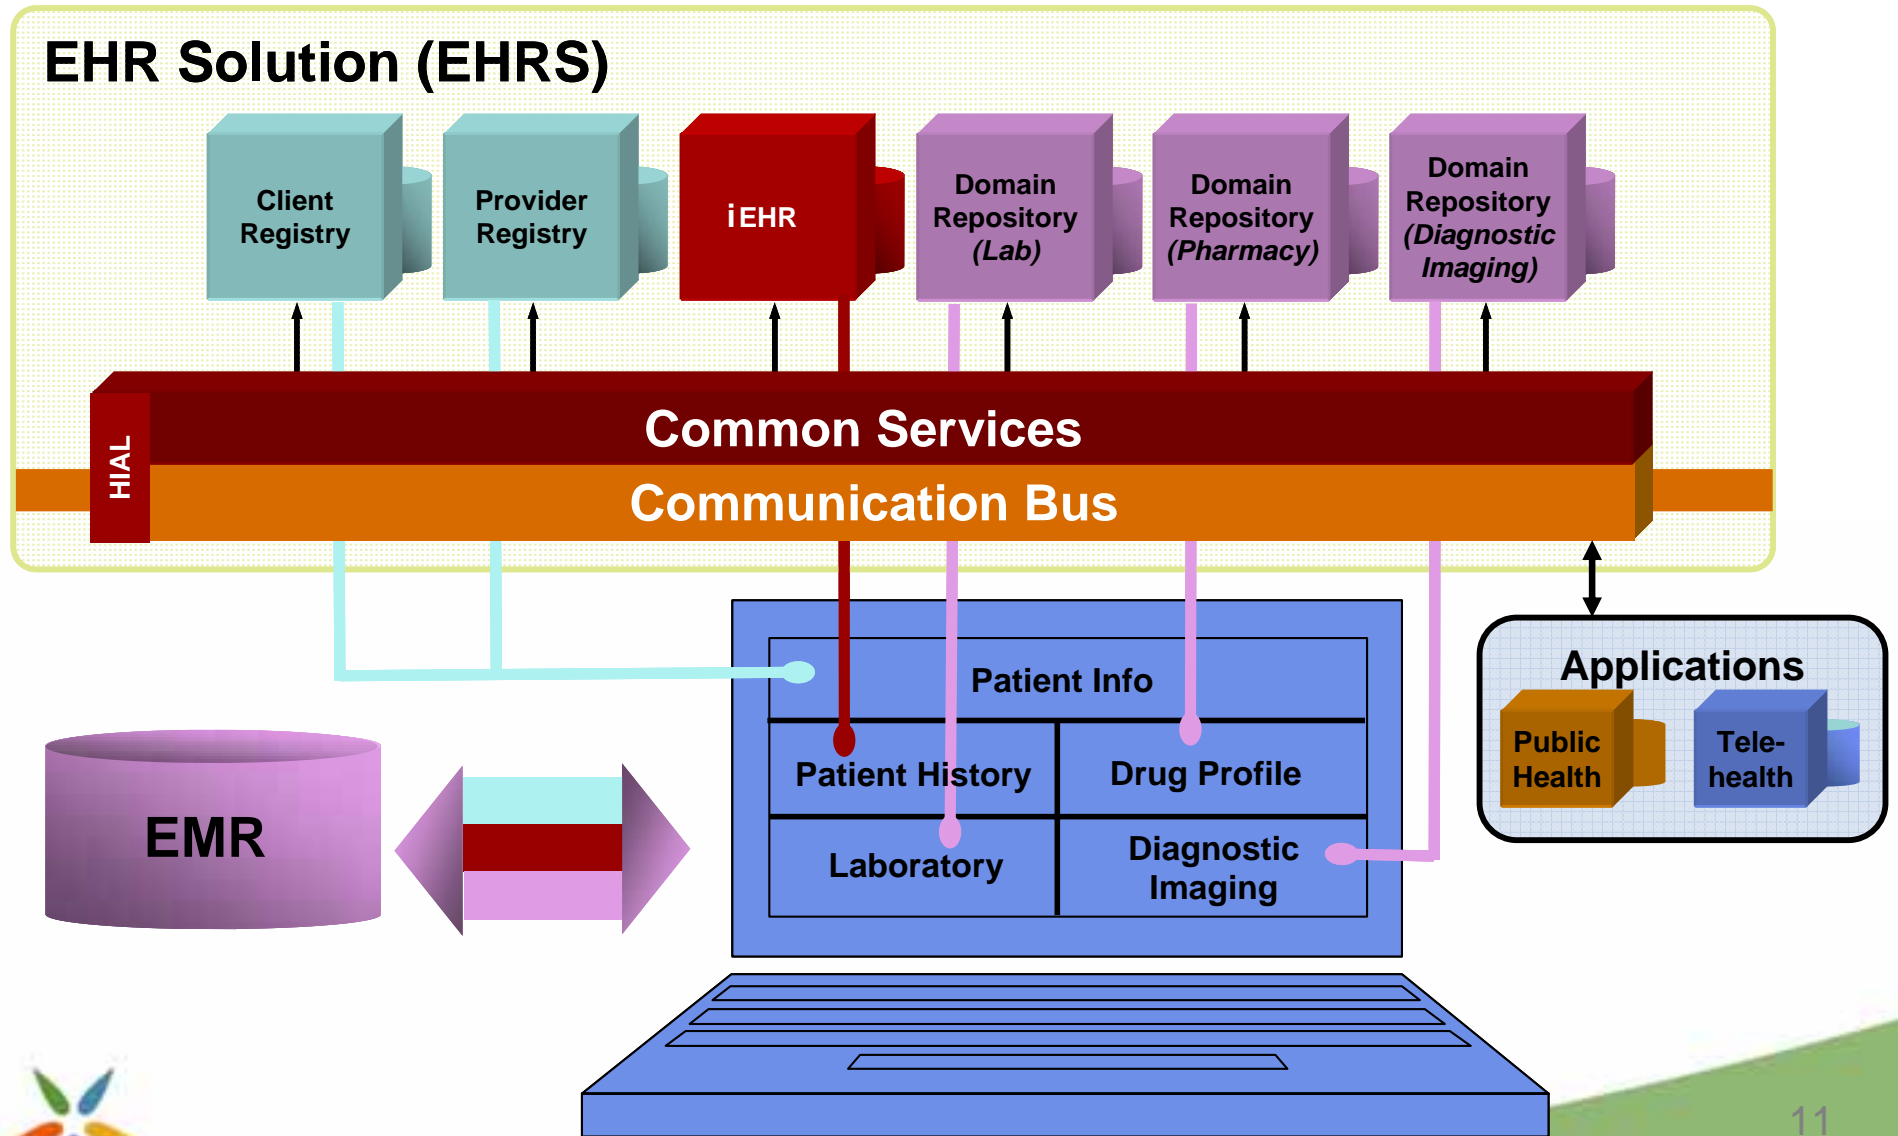 EHR Solution (EHRS)
Client
Registry
Provider
Registry
iEHR
Domain
Repository
(Lab)
Domain
Repository
(Pharmacy)
Domain
Repository
(Diagnostic
Imaging)
HIAL
Common Services
Communication Bus
Patient Info
Patient History
Drug Profile
Laboratory
Diagnostic
Imaging
Applications
Public
Health
Tele-
health
EMR
11